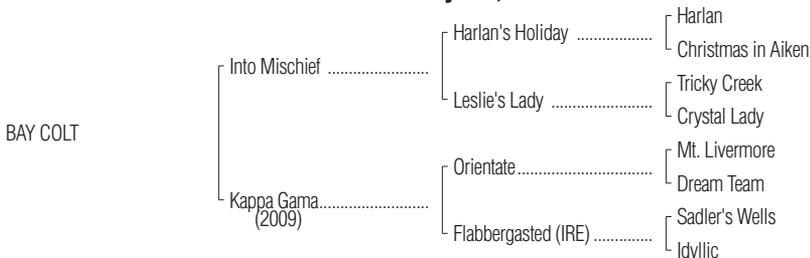 Harlan
Harlan's Holiday ..................
Christmas in Aiken
Into Mischief ........................
Tricky Creek
Leslie's Lady ........................
Crystal Lady
BAY COLT
Mt. Livermore
Orientate................................
Dream Team
Kappa Gama..........................
(2009)
Sadler's Wells
Flabbergasted (IRE) ..............
Idyllic